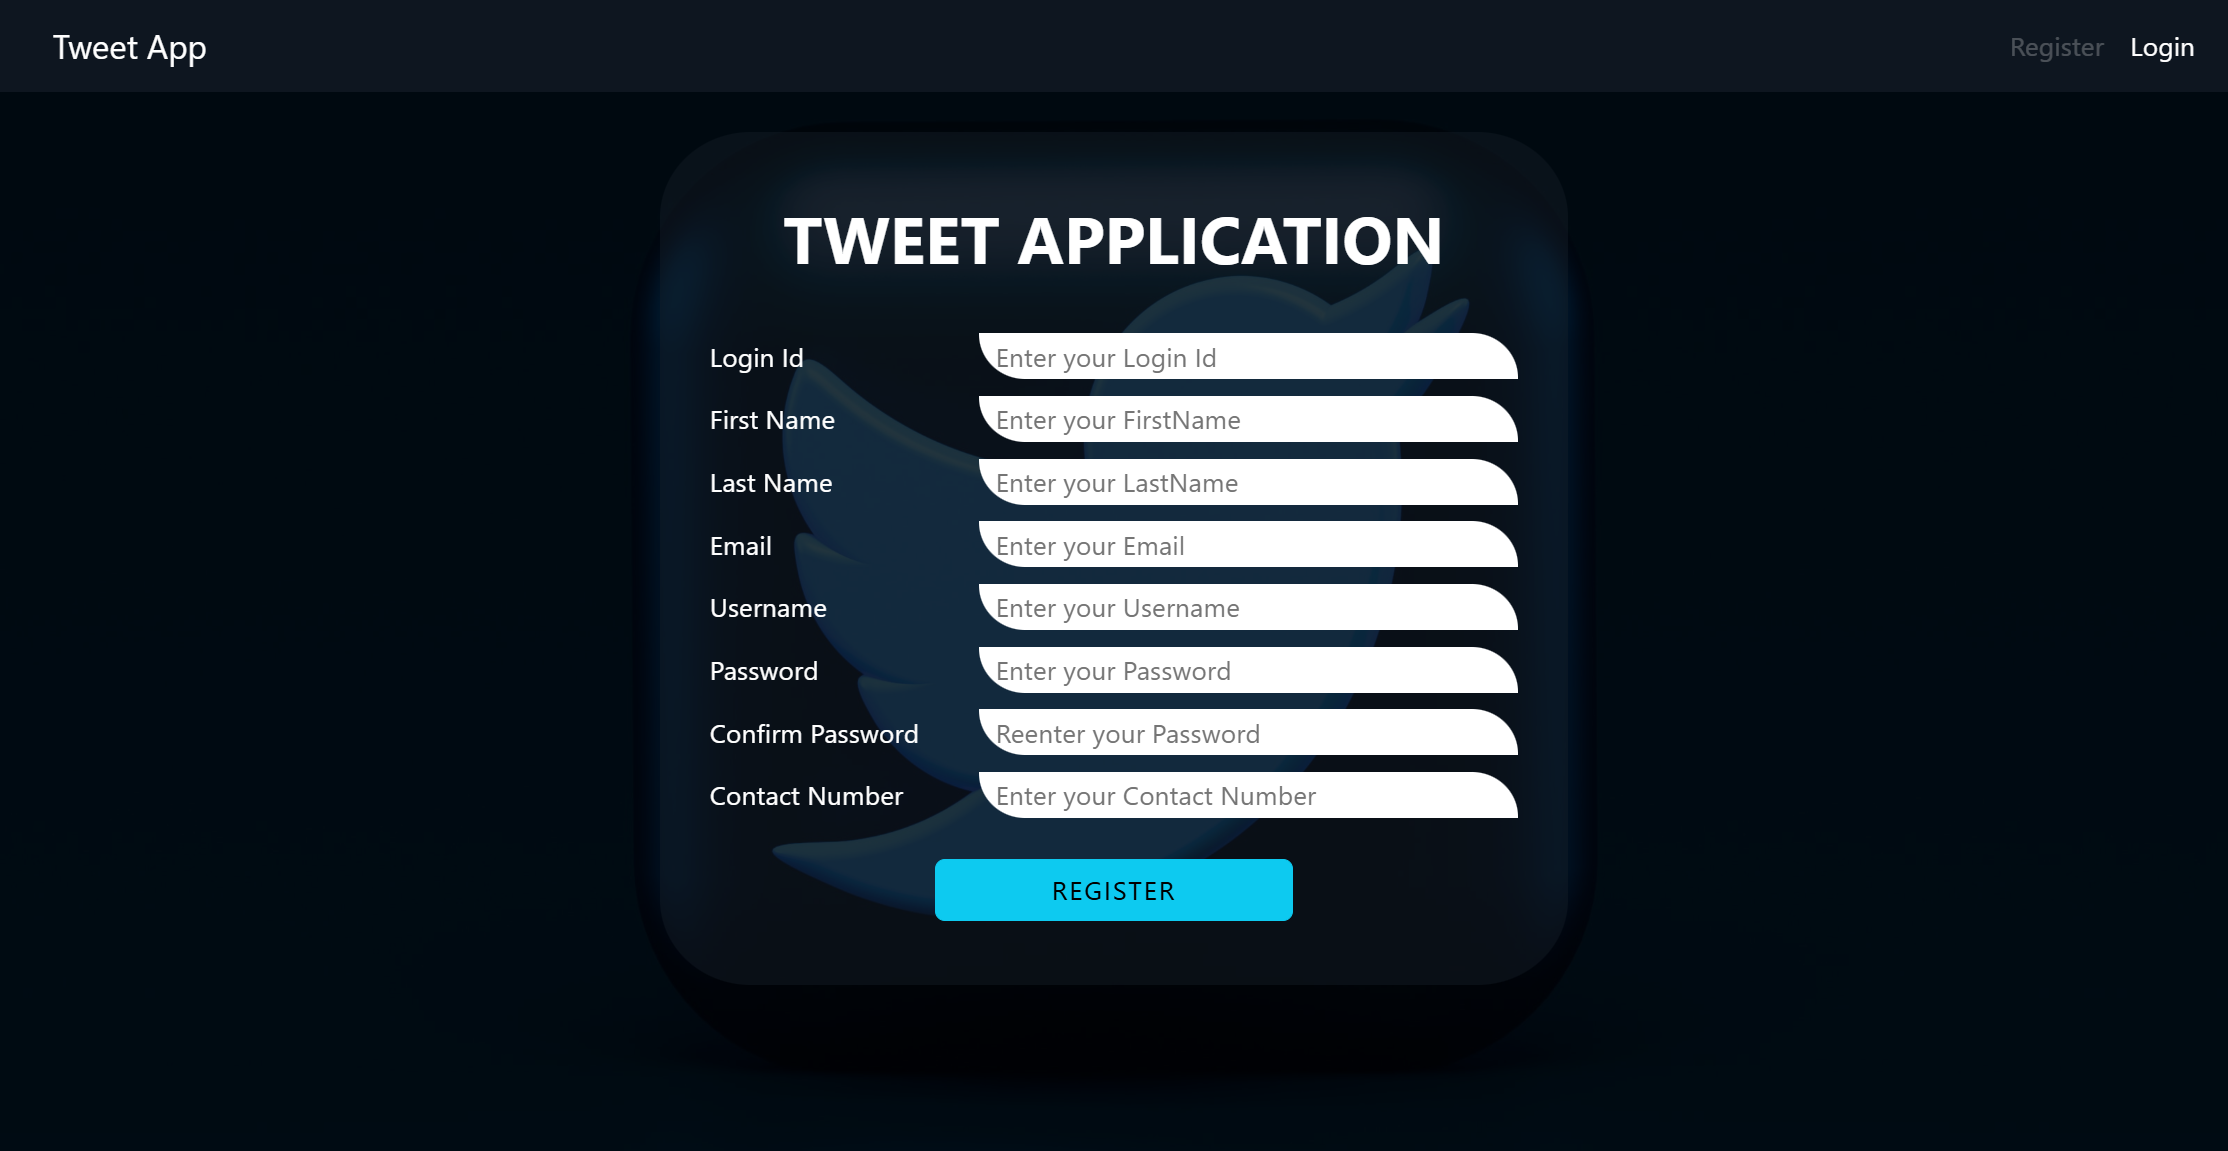 Tweet App
Register Login
TWEET APPLICATION
Login Id Enter your Login Id
First Name Enter your FirstName
Last Name Enter your LastName
Email Enter your Email
Username Enter your Username
Password Enter your Password
Confirm Password Reenter your Password
Contact Number Enter your Contact Number
REGISTER